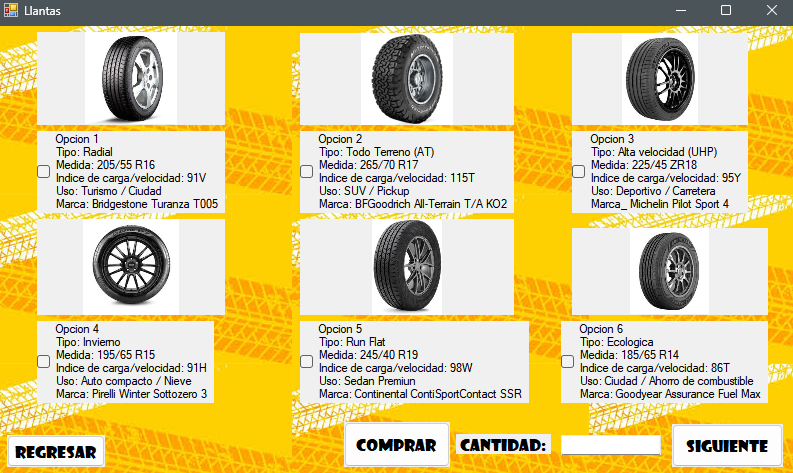 Llantas
Opcion 1
Tipo: Radial
Medida: 205/55 R16
Indice de carga/velocidad: 91V
Uso: Turismo / Ciudad
Marca: Bridgestone Turanza T005
Opcion 2
Tipo: Todo Terreno (AT)
Medida: 265/70 R17
Indice de carga/velocidad: 115T
Uso: SUV / Pickup
Marca: BFGoodrich All-Terrain T/A KO2
Opcion 3
Tipo: Alta velocidad (UHP)
Medida: 225/45 ZR18
Indice de carga/velocidad: 95Y
Uso: Deportivo / Carretera
Marca_ Michelin Pilot Sport 4
Opcion 4
Tipo: Invierno
Medida: 195/65 R15
Indice de carga/velocidad: 91H
Uso: Auto compacto / Nieve
Marca: Pirelli Winter Sottozero 3
Opcion 5
Tipo: Run Flat
Medida: 245/40 R19
Indice de carga/velocidad: 98W
Uso: Sedan Premiun
Marca: Continental ContiSportContact SSR
Opcion 6
Tipo: Ecologica
Medida: 185/65 R14
Indice de carga/velocidad: 86T
Uso: Ciudad / Ahorro de combustible
Marca: Goodyear Assurance Fuel Max
REGRESAR
COMPRAR
CANTIDAD:
SIGUIENTE